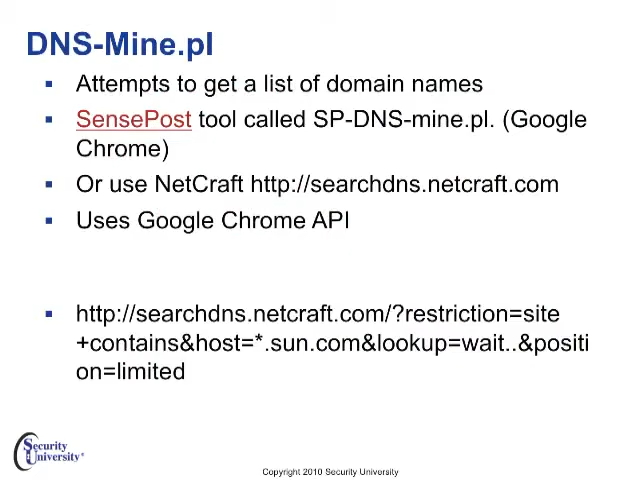 DNS-Mine.pl
▪ Attempts to get a list of domain names
▪ SensePost tool called SP-DNS-mine.pl. (Google
Chrome)
▪ Or use NetCraft http://searchdns.netcraft.com
▪ Uses Google Chrome API
▪ http://searchdns.netcraft.com/?restriction=site
+contains&host=*.sun.com&lookup=wait..&positi
on=limited
Security
University
Copyright 2010 Security University